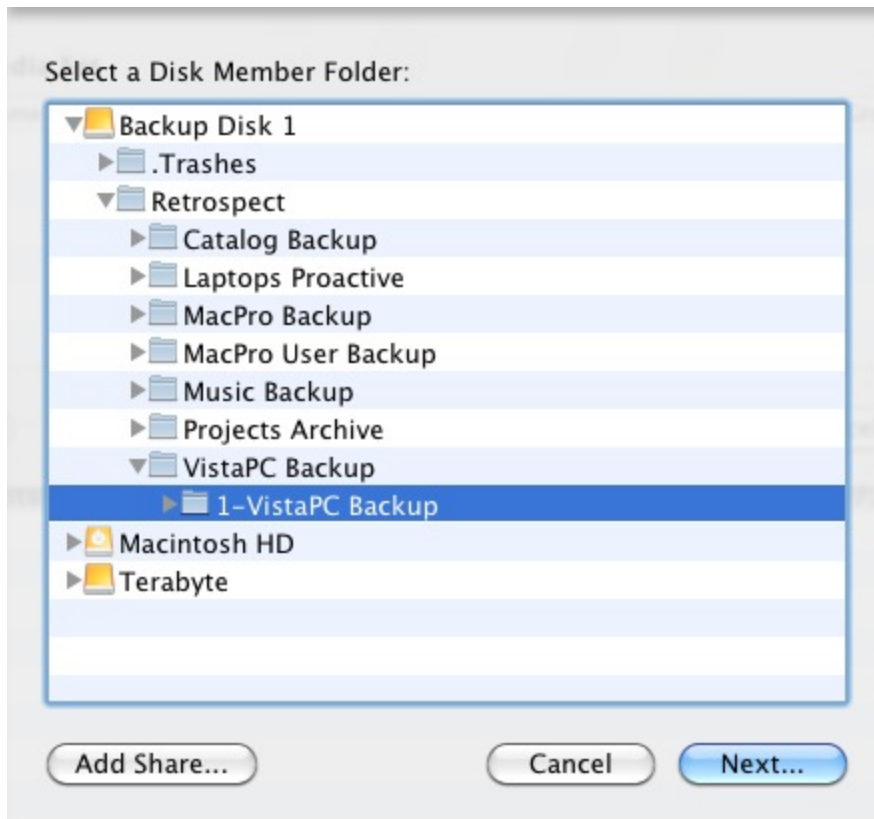 Select a Disk Member Folder:
Backup Disk 1
.Trashes
Retrospect
Catalog Backup
Laptops Proactive
MacPro Backup
MacPro User Backup
Music Backup
Projects Archive
VistaPC Backup
1-VistaPC Backup
Macintosh HD
Terabyte
Add Share... Cancel Next...